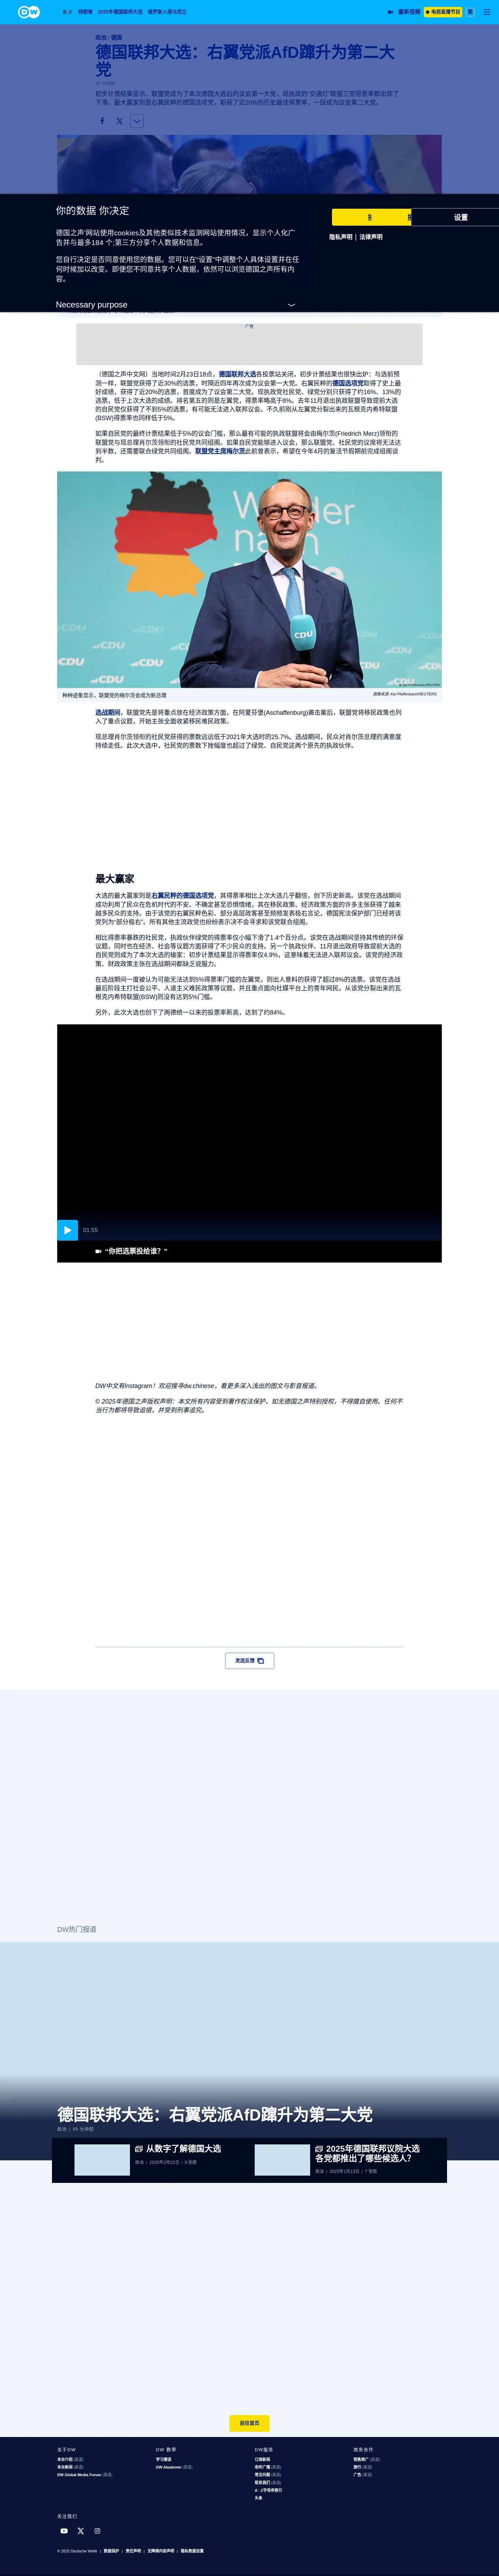 DW
焦点
特朗普
2025年德国联邦大选
俄罗斯入侵乌克兰
最新视频
电视直播节目
繁
政治 | 德国
德国联邦大选：右翼党派AfD蹿升为第二大
党
初步计票结果显示，联盟党成为了本次德国大选后的议会第一大党，现执政的“交通灯”联盟三党得票率都出现了
下滑。最大赢家则是右翼民粹的德国选项党，斩获了近20%的历史最佳得票率，一跃成为议会第二大党。
你的数据 你决定
德国之声˙网站使用cookies及其他类似技术监测网站使用情况，显示个人化广
告并与最多184 个;第三方分享个人数据和信息。
您自行决定是否同意使用您的数据。您可以在“设置”中调整个人具体设置并在任
何时候加以改变。即便您不同意共享个人数据，依然可以浏览德国之声所有内
容。
Necessary purpose
设置
隐私声明 | 法律声明
广告
（德国之声中文网）当地时间2月23日18点，德国联邦大选各投票站关闭，初步计票结果也很快出炉：与选前预
测一样，联盟党获得了近30%的选票，时隔近四年再次成为议会第一大党。右翼民粹的德国选项党取得了史上最
好成绩，获得了近20%的选票，首度成为了议会第二大党。现执政党社民党、绿党分别只获得了约16%、13%的
选票，低于上次大选的成绩。排名第五的则是左翼党，得票率略高于8%。去年11月退出执政联盟导致提前大选
的自民党仅获得了不到5%的选票，有可能无法进入联邦议会。不久前刚从左翼党分裂出来的瓦根克内希特联盟
(BSW)得票率也同样低于5%。
如果自民党的最终计票结果低于5%的议会门槛，那么最有可能的执政联盟将会由梅尔茨(Friedrich Merz)领衔的
联盟党与现总理肖尔茨领衔的社民党共同组阁。如果自民党能够进入议会，那么联盟党、社民党的议席将无法达
到半数，还需要联合绿党共同组阁。联盟党主席梅尔茨此前曾表示，希望在今年4月的复活节假期前完成组阁谈
判。
CDU
CDU
© Kai Pfaffenbach/REUTERS
种种迹象显示，联盟党的梅尔茨会成为新总理
图像来源: Kai Pfaffenbach/REUTERS
选战期间，联盟党先是将重点放在经济政策方面，在阿夏芬堡(Aschaffenburg)袭击案后，联盟党将移民政策也列
入了重点议题，开始主张全面收紧移民难民政策。
现总理肖尔茨领衔的社民党获得的票数远远低于2021年大选时的25.7%。选战期间，民众对肖尔茨总理的满意度
持续走低。此次大选中，社民党的票数下挫幅度也超过了绿党、自民党这两个原先的执政伙伴。
最大赢家
大选的最大赢家则是右翼民粹的德国选项党，其得票率相比上次大选几乎翻倍，创下历史新高。该党在选战期间
成功利用了民众在危机时代的不安、不确定甚至恐惧情绪，其在移民政策、经济政策方面的许多主张获得了越来
越多民众的支持。由于该党的右翼民粹色彩、部分高层政客甚至频频发表极右言论，德国宪法保护部门已经将该
党列为“部分极右”。所有其他主流政党也纷纷表示决不会寻求和该党联合组阁。
相比得票率暴跌的社民党，执政伙伴绿党的得票率仅小幅下滑了1.4个百分点。该党在选战期间坚持其传统的环保
议题，同时也在经济、社会等议题方面获得了不少民众的支持。另一个执政伙伴、11月退出政府导致提前大选的
自民党则成为了本次大选的输家：初步计票结果显示得票率仅4.9%，这意味着无法进入联邦议会。该党的经济政
策、财政政策主张在选战期间都缺乏说服力。
在选战期间一度被认为可能无法达到5%得票率门槛的左翼党，则出人意料的获得了超过8%的选票。该党在选战
最后阶段主打社会公平、人道主义难民政策等议题，并且重点面向社媒平台上的青年网民。从该党分裂出来的瓦
根克内希特联盟(BSW)则没有达到5%门槛。
另外，此次大选也创下了两德统一以来的投票率新高，达到了约84%。
01:55
“你把选票投给谁？”
DW中文有Instagram！欢迎搜寻dw.chinese，看更多深入浅出的图文与影音报道。
© 2025年德国之声版权声明：本文所有内容受到著作权法保护，如无德国之声特别授权，不得擅自使用。任何不
当行为都将导致追偿，并受到刑事追究。
发送反馈
DW热门报道
德国联邦大选：右翼党派AfD蹿升为第二大党
政治 | 49 分钟前
从数字了解德国大选
政治 | 2025年2月22日 | 8 张图
2025年德国联邦议院大选
各党都推出了哪些候选人？
政治 | 2025年1月13日 | 7 张图
前往首页
关于DW
本台介绍 (英语)
本台新闻 (英语)
DW Global Media Forum (英语)
DW 教学
学习德语
DW Akademie (英语)
DW服务
订阅新闻
收听广播 (英语)
常见问题 (英语)
联系我们 (英语)
A - Z字母序索引
头条
商务合作
销售推广 (英语)
旅行 (英语)
广告 (英语)
关注我们
© 2025 Deutsche Welle | 数据保护 | 责任声明 | 无障碍内容声明 | 隐私数据设置